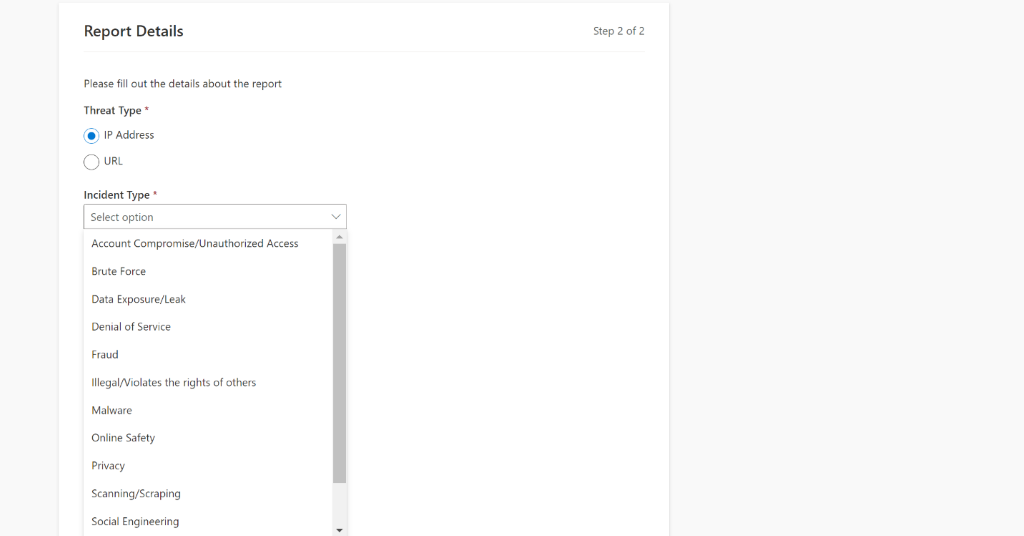 Report Details
Step 2 of 2
Please fill out the details about the report
Threat Type *
IP Address
URL
Incident Type *
Select option
Account Compromise/Unauthorized Access
Brute Force
Data Exposure/Leak
Denial of Service
Fraud
Illegal/Violates the rights of others
Malware
Online Safety
Privacy
Scanning/Scraping
Social Engineering